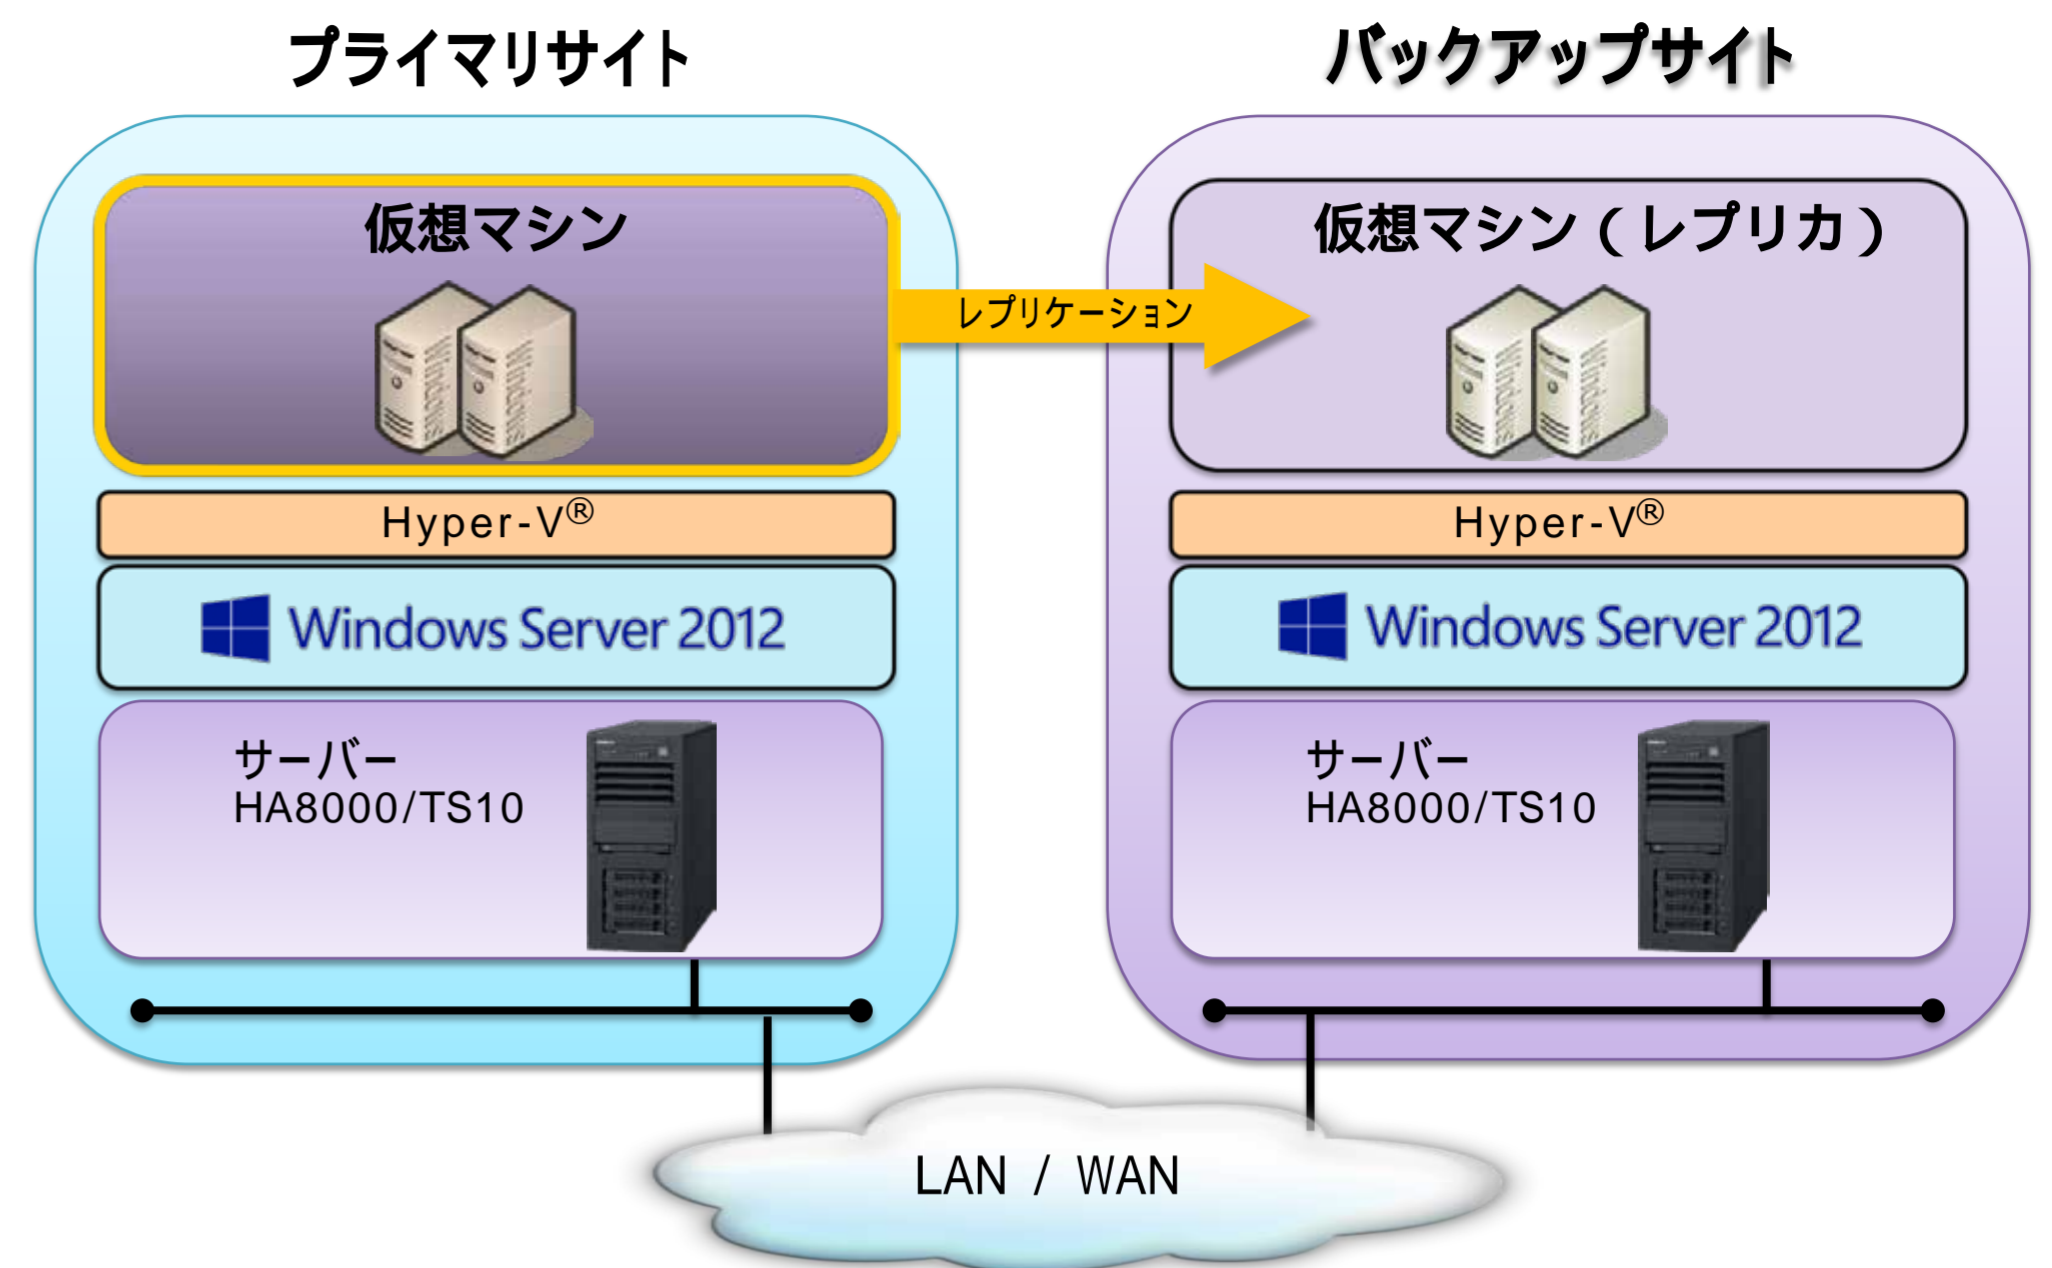 プライマリサイト
バックアップサイト
仮想マシン
仮想マシン（レプリカ）
レプリケーション
Hyper-V®
Hyper-V®
Windows Server 2012
Windows Server 2012
サーバー
HA8000/TS10
サーバー
HA8000/TS10
LAN / WAN